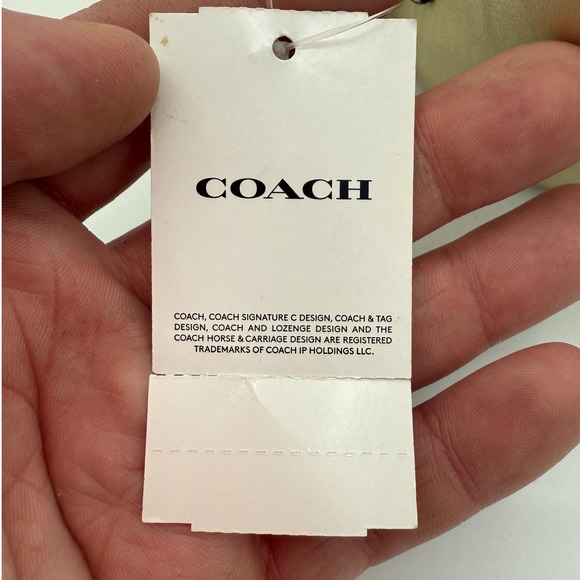 COACH
COACH, COACH SIGNATURE C DESIGN, COACH & TAG
DESIGN, COACH AND LOZENGE DESIGN AND THE
COACH HORSE & CARRIAGE DESIGN ARE REGISTERED
TRADEMARKS OF COACH IP HOLDINGS LLC.